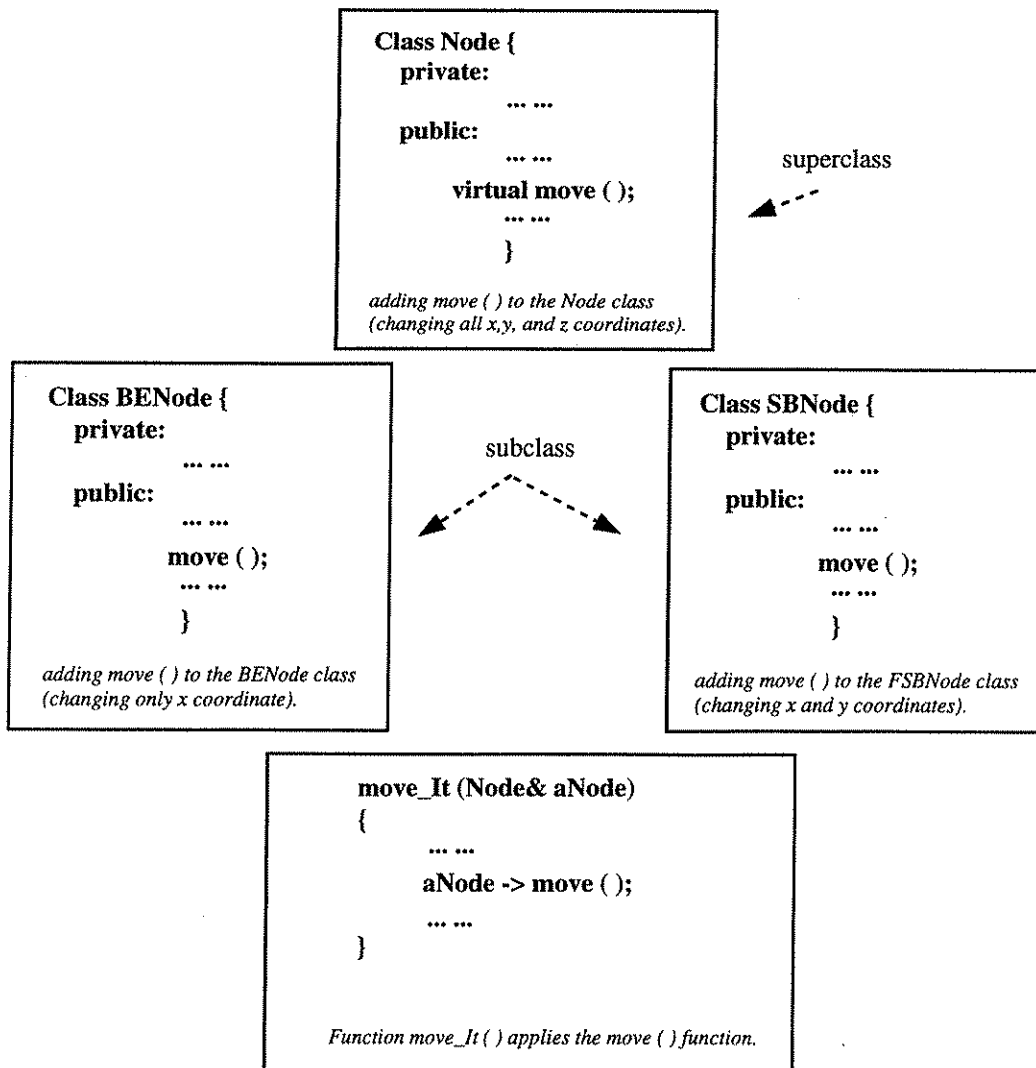 Class Node {
private:
... ...
public:
... ...
virtual move ( );
... ...
}
adding move ( ) to the Node class
(changing all x,y, and z coordinates).
superclass
Class BENode {
private:
... ...
public:
... ...
move ( );
... ...
}
adding move ( ) to the BENode class
(changing only x coordinate).
subclass
Class SBNode {
private:
... ...
public:
... ...
move ( );
... ...
}
adding move ( ) to the FSBNode class
(changing x and y coordinates).
move_It (Node& aNode)
{
... ...
aNode -> move ( );
... ...
}
Function move_It ( ) applies the move ( ) function.